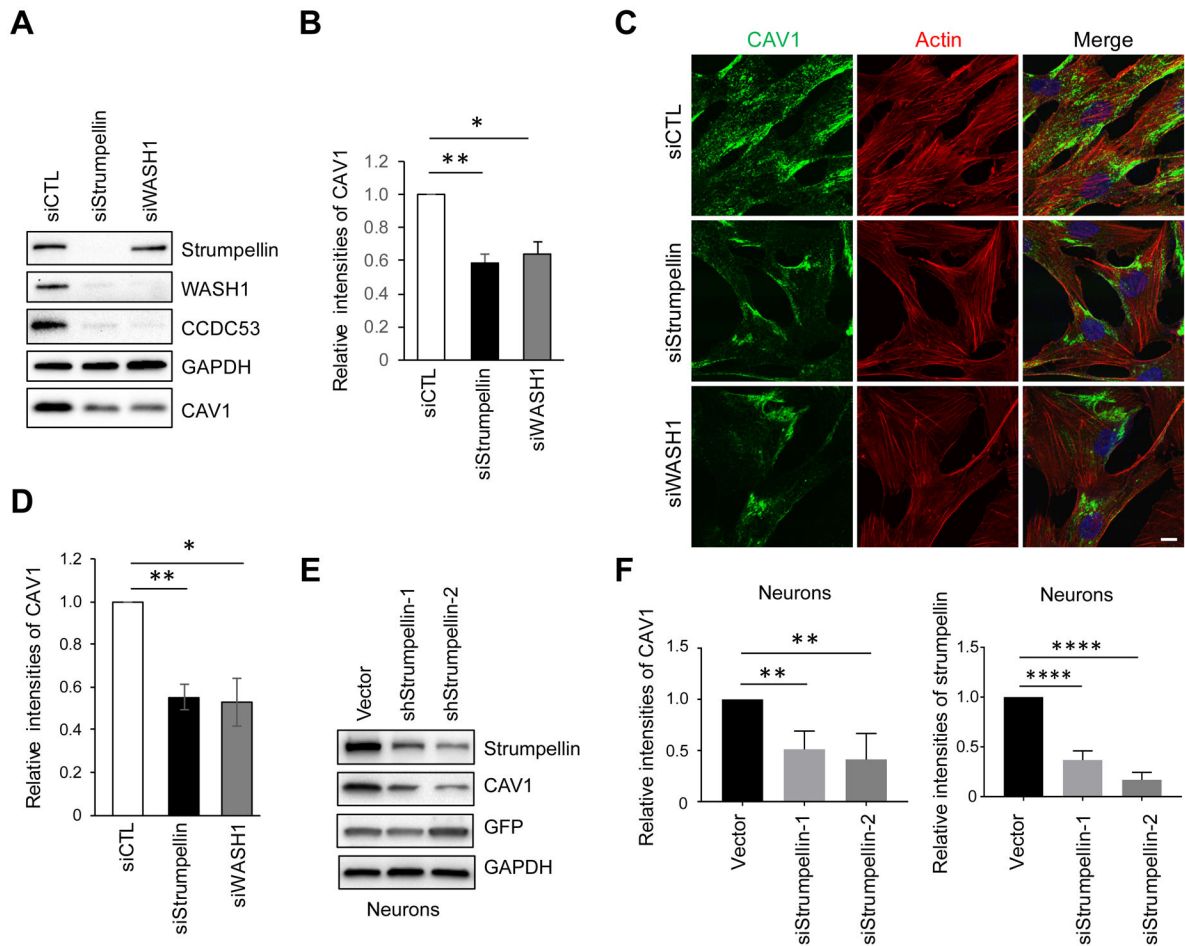 A
siCTL
siStrumpellin
siWASH1
Strumpellin
WASH1
CCDC53
GAPDH
CAV1
B
Relative intensities of CAV1
1.2
1.0
0.8
0.6
0.4
0.2
0
*
**
siCTL
siStrumpellin
siWASH1
C
CAV1 Actin Merge
siCTL
siStrumpellin
siWASH1
D
Relative intensities of CAV1
1.2
1.0
0.8
0.6
0.4
0.2
0
*
**
siCTL
siStrumpellin
siWASH1
E
Vector
shStrumpellin-1
shStrumpellin-2
Strumpellin
CAV1
GFP
GAPDH
Neurons
F
Neurons
Relative intensities of CAV1
1.5
1.0
0.5
0
**
**
Vector
siStrumpellin-1
siStrumpellin-2
Neurons
Relative intensities of strumpellin
1.5
1.0
0.5
0
****
****
Vector
siStrumpellin-1
siStrumpellin-2